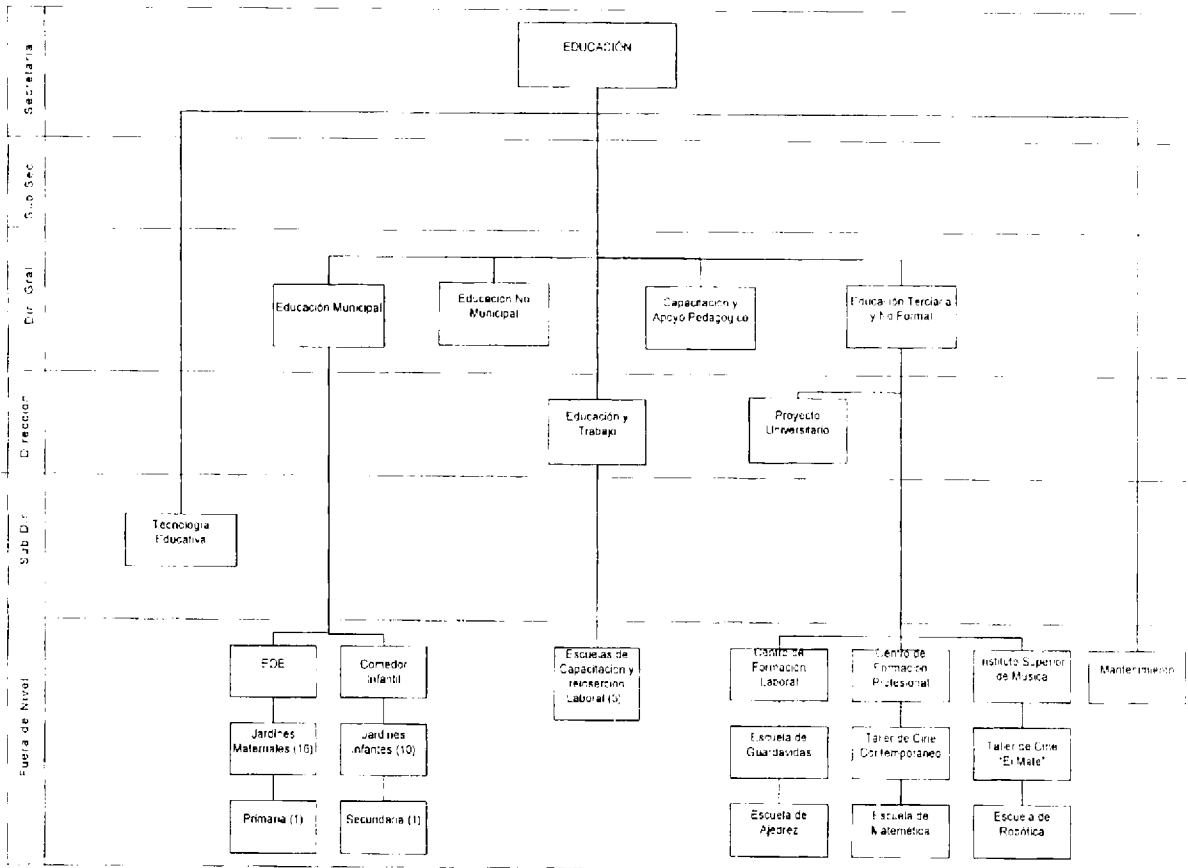 Secretaria
EDUCACIÓN
Sub Sec
Dir Gral
Educación Municipal
Educación No
Municipal
Capacitación y
Apoyo Pedagógico
Educación Terciaria
y No Formal
Dirección
Educación y
Trabajo
Proyecto
Universitario
Sub Dir
Tecnología
Educativa
Fuera de Nivel
EOE
Comedor
Infantil
Escuelas de
Capacitación y
reinserción
Laboral (5)
Centro de
Formación
Laboral
Centro de
Formación
Profesional
Instituto Superior
de Música
Mantenimiento
Jardines
Maternales (16)
Jardines
Infantes (10)
Escuela de
Guardavidas
Taller de Cine
Contemporáneo
Taller de Cine
"El Mate"
Primaria (1)
Secundaria (1)
Escuela de
Ajedrez
Escuela de
Matemática
Escuela de
Robótica